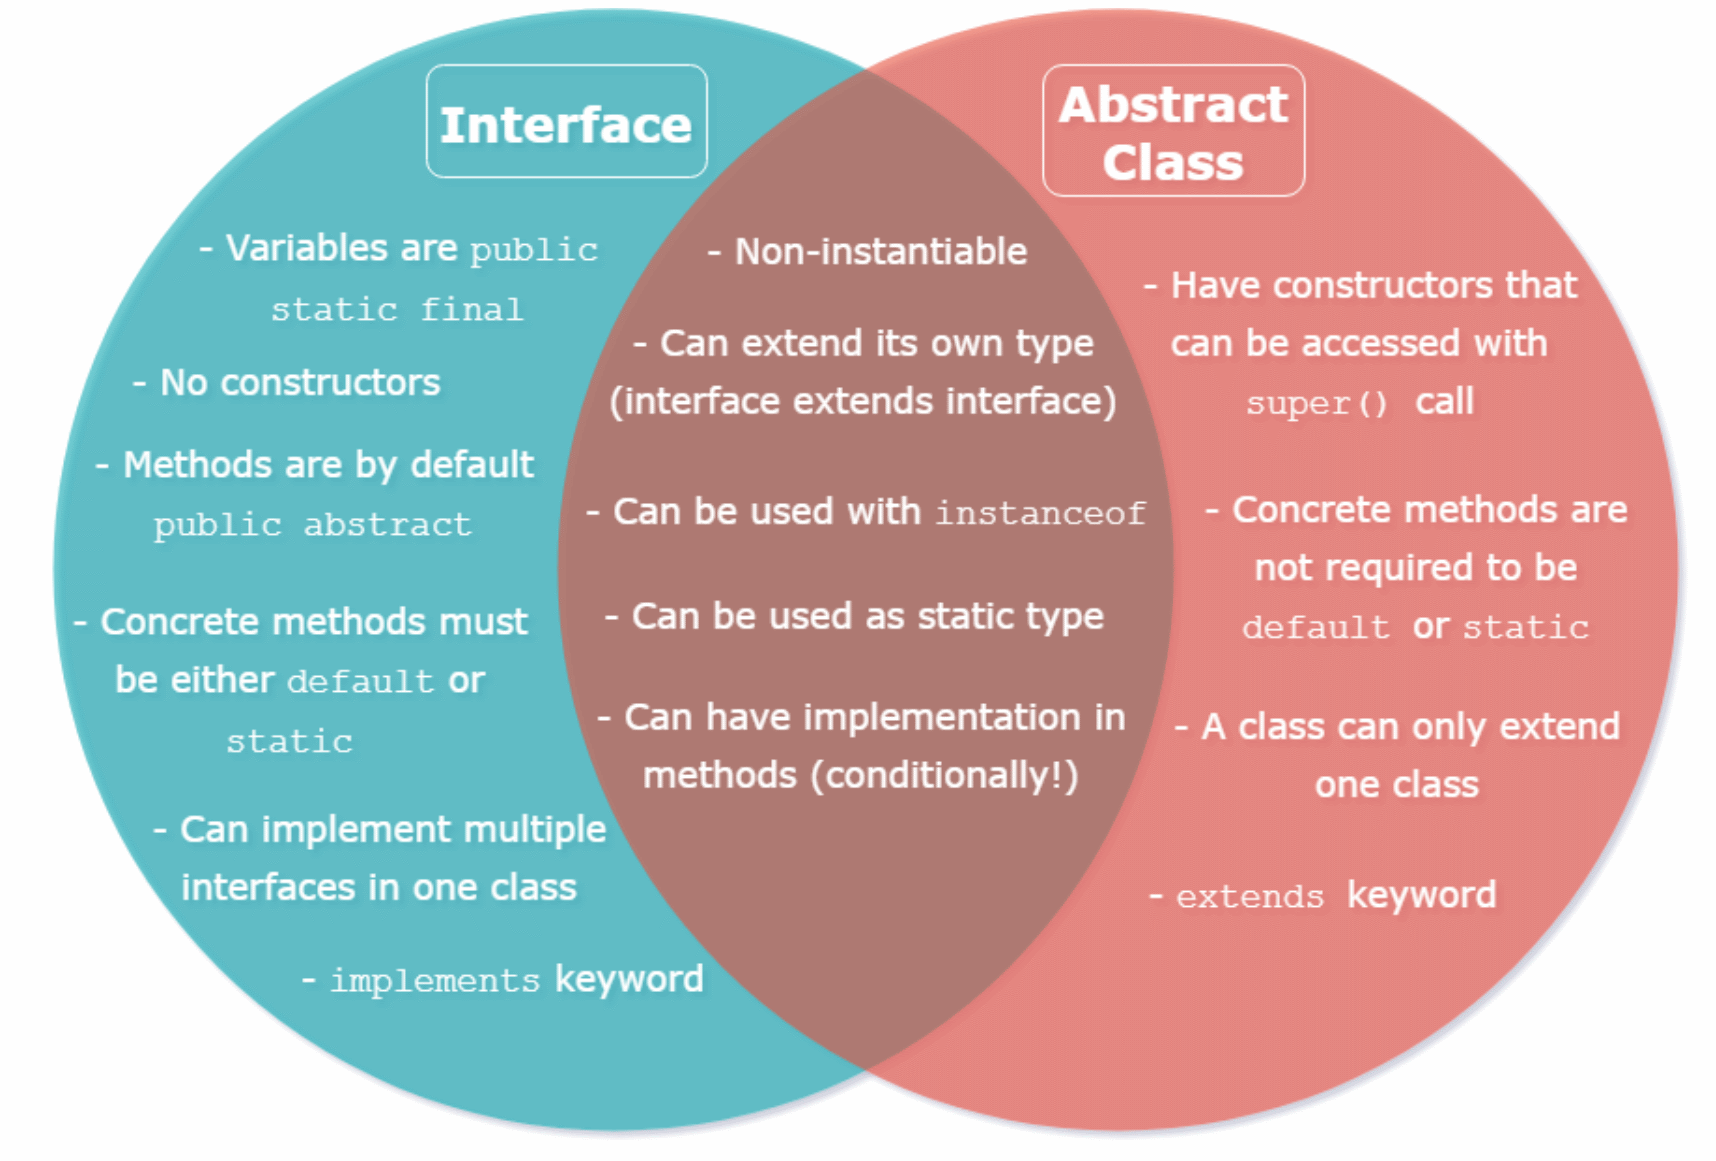 Interface
- Variables are public
static final
- No constructors
- Methods are by default
public abstract
- Concrete methods must
be either default or
static
- Can implement multiple
interfaces in one class
- implements keyword
- Non-instantiable
- Can extend its own type
(interface extends interface)
- Can be used with instanceof
- Can be used as static type
- Can have implementation in
methods (conditionally!)
Abstract
Class
- Have constructors that
can be accessed with
super() call
- Concrete methods are
not required to be
default or static
- A class can only extend
one class
- extends keyword